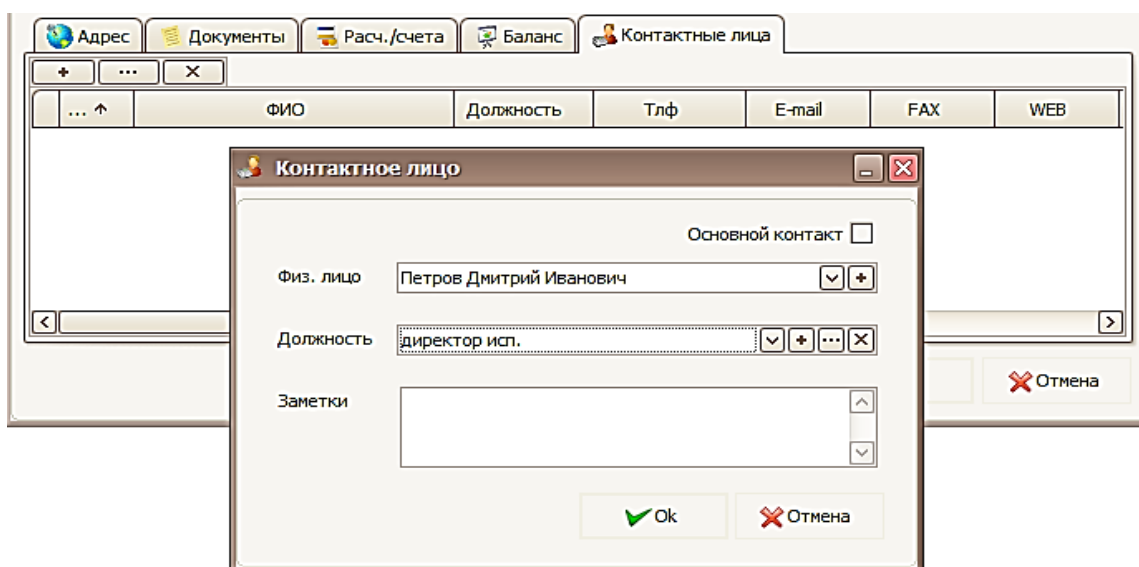 Адрес Документы Расч./счета Баланс Контактные лица
+ ... X
... ↑ ФИО Должность Тлф E-mail FAX WEB
Контактное лицо
Основной контакт
Физ. лицо Петров Дмитрий Иванович
Должность директор исп.
Отмена
Заметки
Ok Отмена